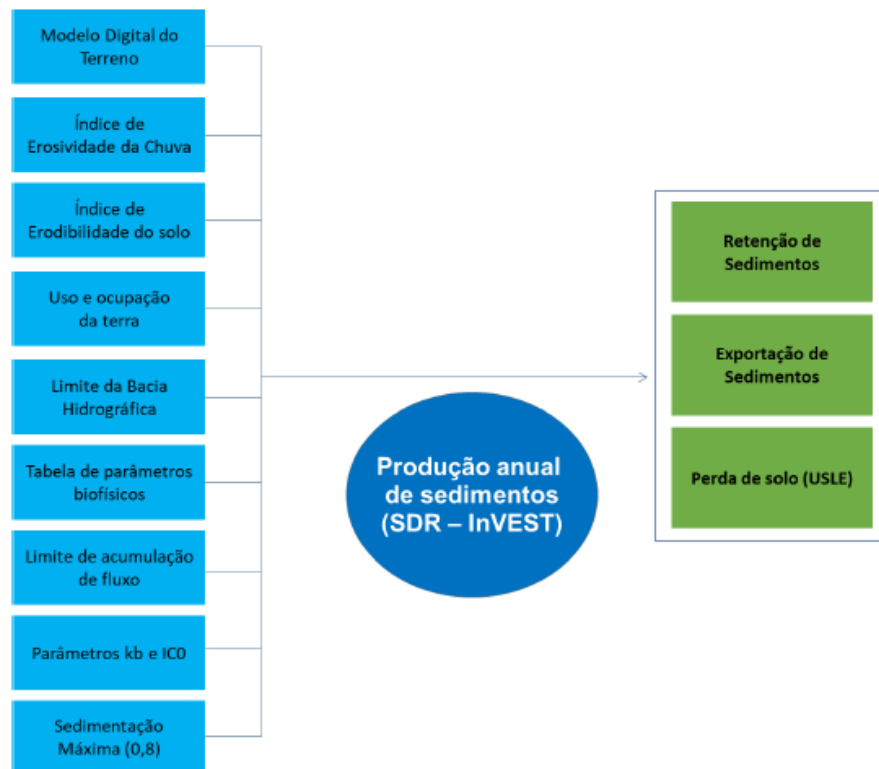 Modelo Digital do
Terreno
Índice de
Erosividade da Chuva
Índice de
Erodibilidade do solo
Uso e ocupação
da terra
Limite da Bacia
Hidrográfica
Tabela de parâmetros
biofísicos
Limite de acumulação
de fluxo
Parâmetros kb e IC0
Sedimentação
Máxima (0,8)
Produção anual
de sedimentos
(SDR – InVEST)
Retenção de
Sedimentos
Exportação de
Sedimentos
Perda de solo (USLE)